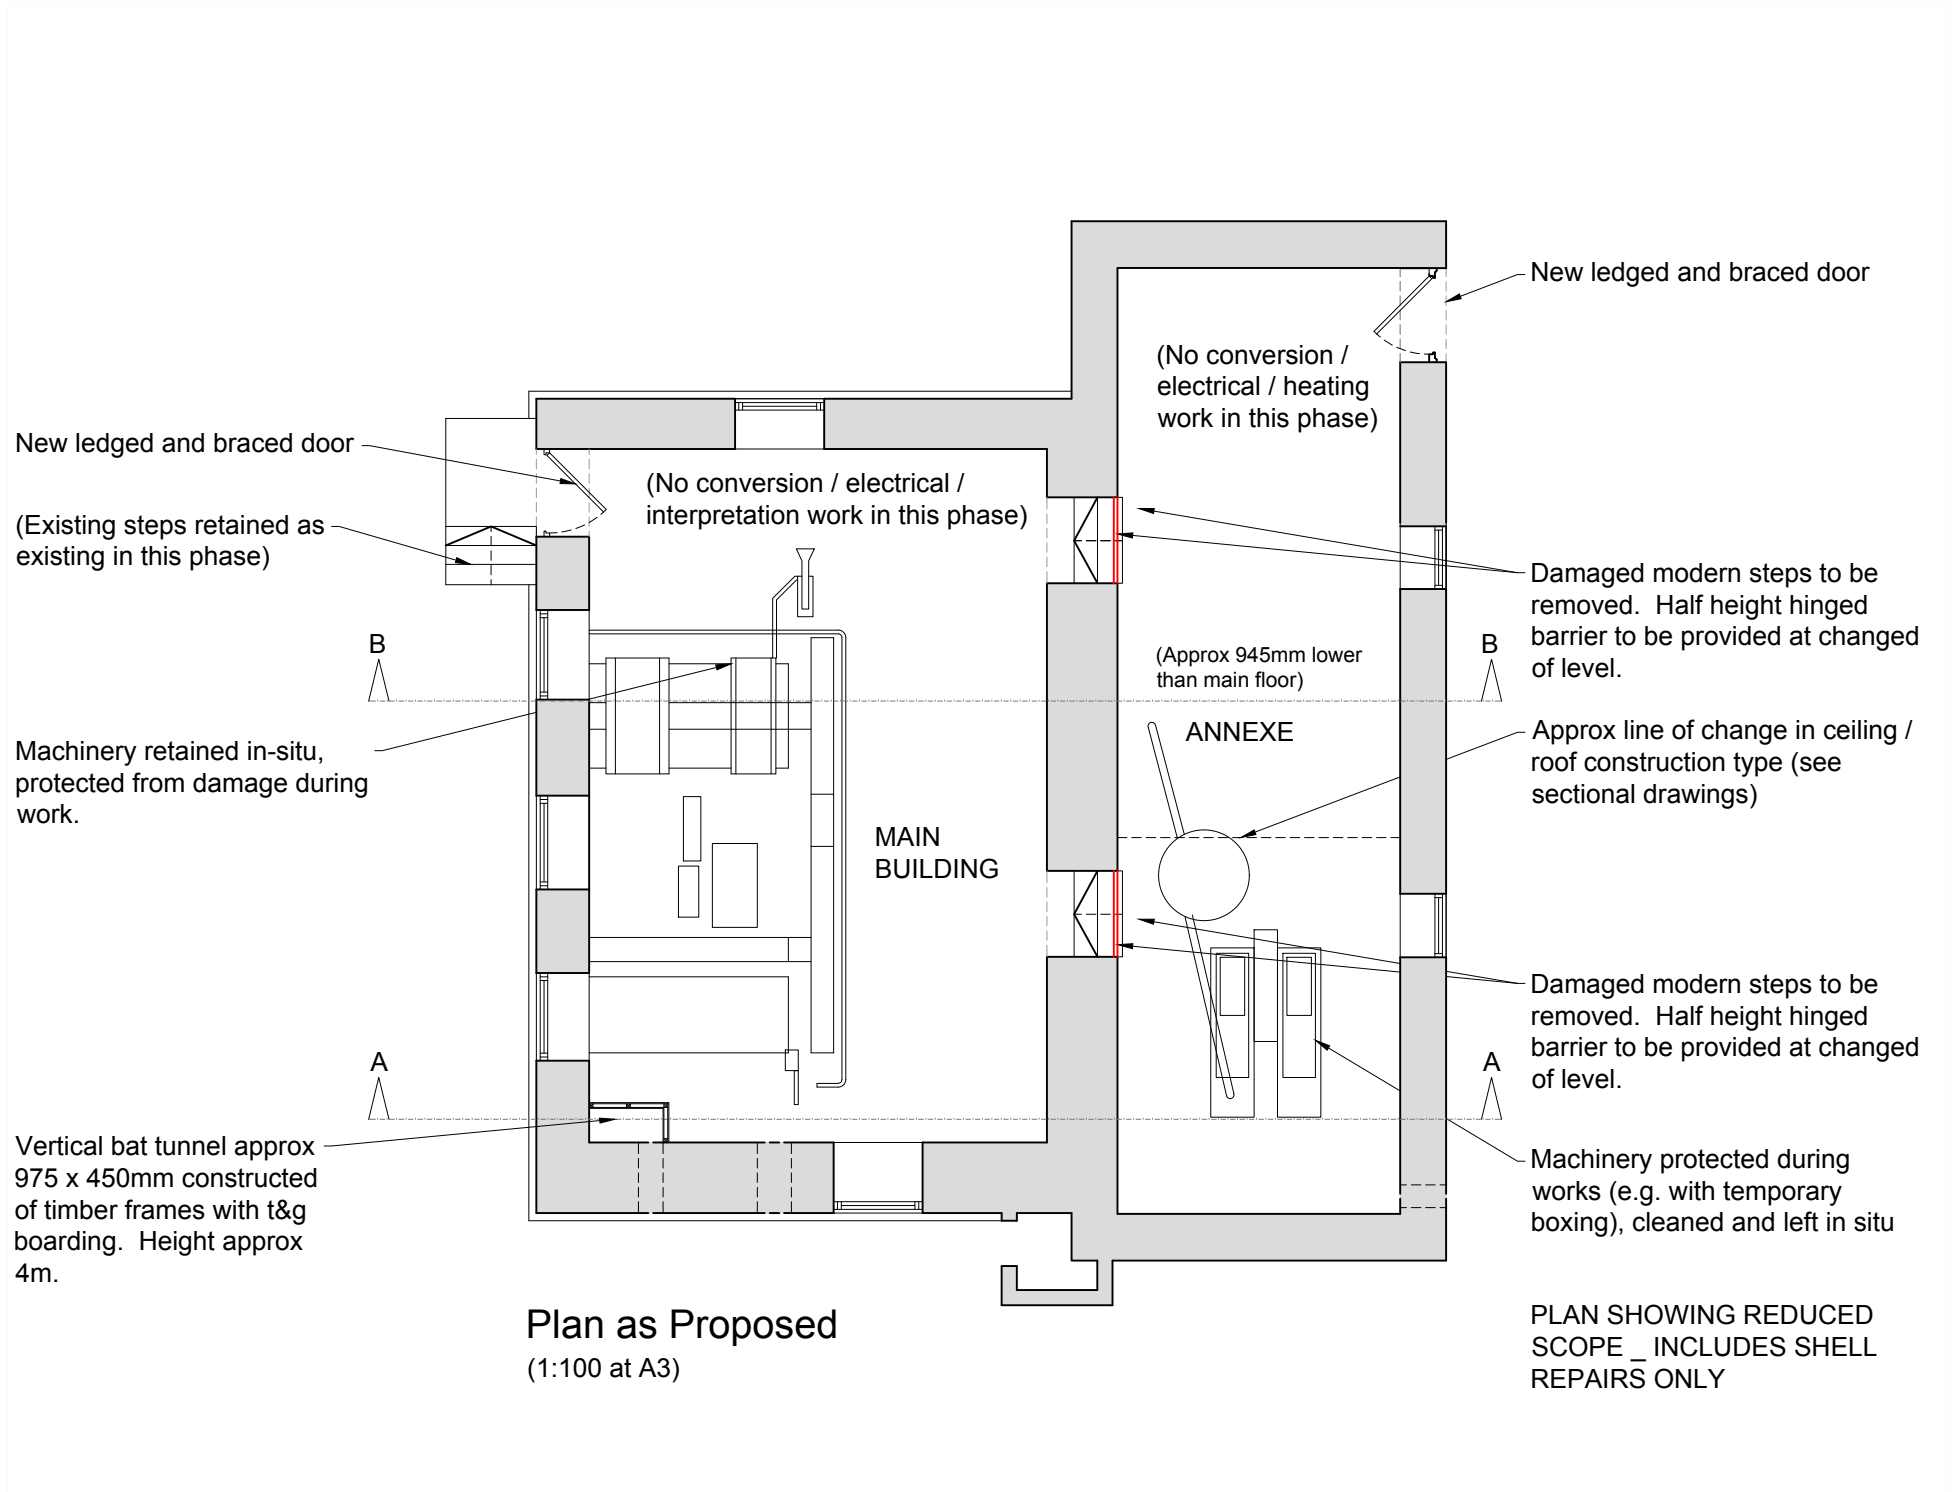 New ledged and braced door
(Existing steps retained as
existing in this phase)
B
Machinery retained in-situ,
protected from damage during
work.
A
Vertical bat tunnel approx
975 x 450mm constructed
of timber frames with t&g
boarding.  Height approx
4m.
(No conversion / electrical /
interpretation work in this phase)
MAIN
BUILDING
(No conversion /
electrical / heating
work in this phase)
(Approx 945mm lower
than main floor)
ANNEXE
New ledged and braced door
Damaged modern steps to be
removed.  Half height hinged
barrier to be provided at changed
of level.
B
Approx line of change in ceiling /
roof construction type (see
sectional drawings)
Damaged modern steps to be
removed.  Half height hinged
barrier to be provided at changed
of level.
A
Machinery protected during
works (e.g. with temporary
boxing), cleaned and left in situ
Plan as Proposed
(1:100 at A3)
PLAN SHOWING REDUCED
SCOPE _ INCLUDES SHELL
REPAIRS ONLY